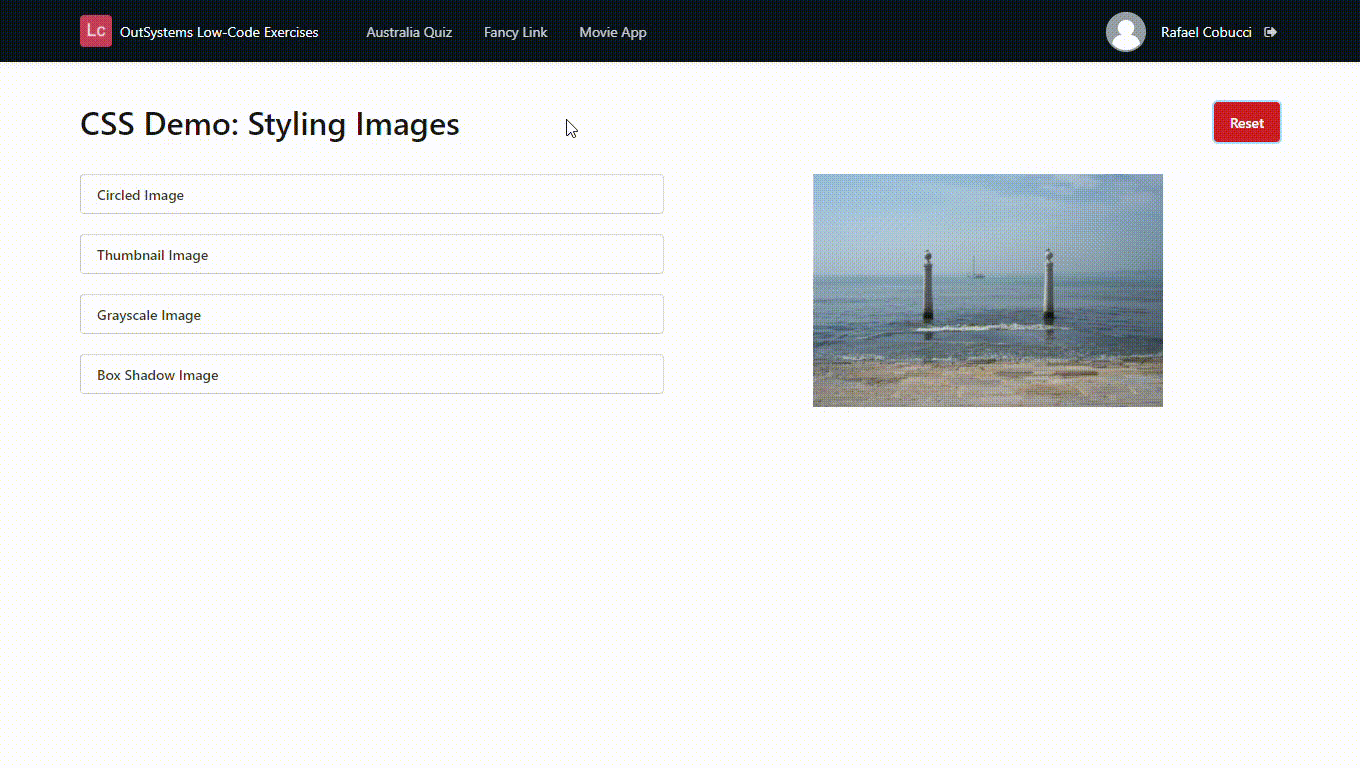 Lc OutSystems Low-Code Exercises Australia Quiz Fancy Link Movie App Rafael Cobucci
CSS Demo: Styling Images
Reset
Circled Image
Thumbnail Image
Grayscale Image
Box Shadow Image